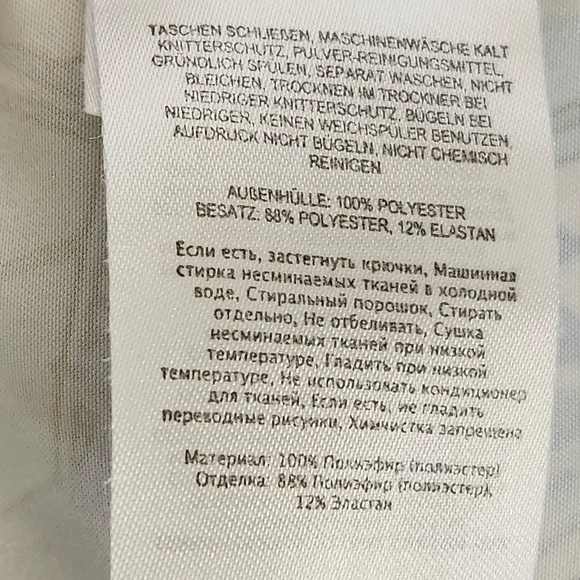 TASCHEN SCHLIEßEN, MASCHINENWÄSCHE KALT
KNITTERSCHUTZ, PULVER-REINIGUNGSMITTEL,
GRÜNDLICH SPÜLEN, SEPARAT WASCHEN, NICHT
BLEICHEN, TROCKNEN IM TROCKNER BEI
NIEDRIGER KNITTERSCHUTZ, BÜGELN BEI
NIEDRIGER, KEINEN WEICHSPÜLER BENUTZEN,
AUFDRUCK NICHT BÜGELN, NICHT CHEMISCH
REINIGEN
AUßENHÜLLE: 100% POLYESTER
BESATZ: 88% POLYESTER, 12% ELASTAN
Если есть, застегнуть крючки, Машинная
стирка несминаемых тканей в холодной
воде, Стиральный порошок, Стирать
отдельно, Не отбеливать, Сушка
несминаемых тканей при низкой
температуре, Гладить при низкой
температуре, Не использовать кондиционер
для тканей, Если есть, не гладить
переводные рисунки, Химчистка запрещена
Материал: 100% Полиэфир (полиэстер)
Отделка: 88% Полиэфир (полиэстер),
12% Эластан